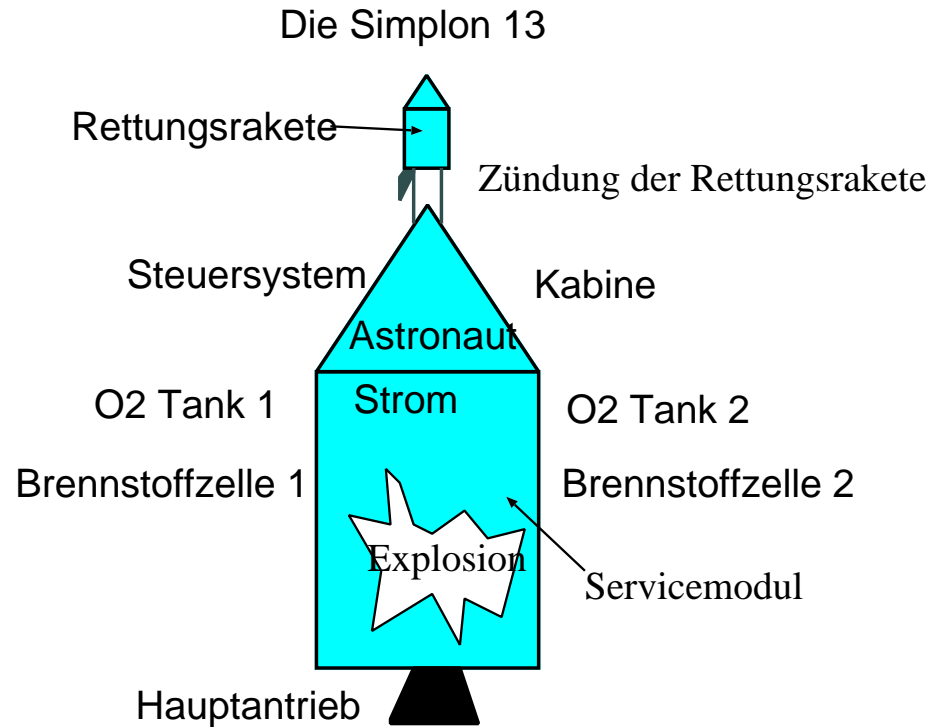 Die Simplon 13
Rettungsrakete
Zündung der Rettungsrakete
Steuersystem
Kabine
Astronaut
O2 Tank 1
Strom
O2 Tank 2
Brennstoffzelle 1
Brennstoffzelle 2
Explosion
Servicemodul
Hauptantrieb